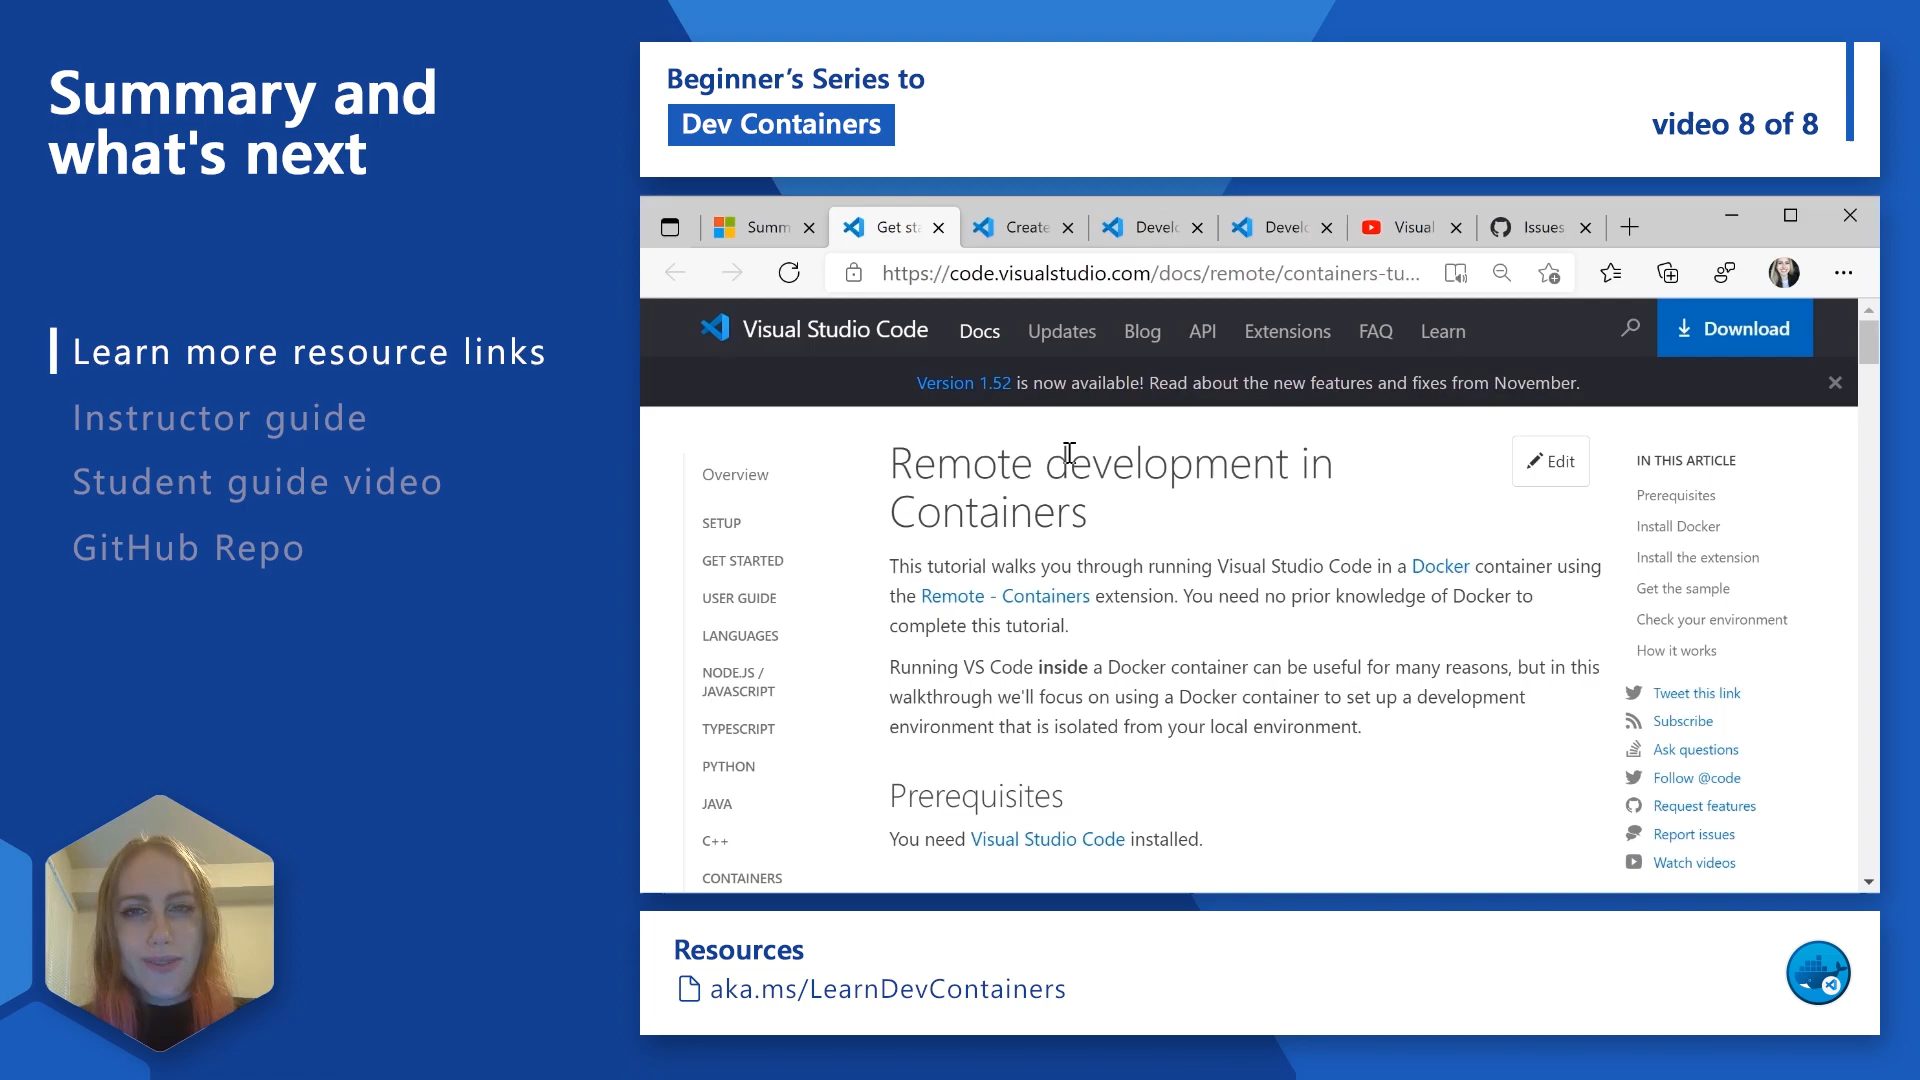 Summary and
what's next
Learn more resource links
Instructor guide
Student guide video
GitHub Repo
Beginner’s Series to
Dev Containers
video 8 of 8
Summ
Get sta
Create
Develo
Develo
Visual
Issues
https://code.visualstudio.com/docs/remote/containers-tu...
Visual Studio Code
Docs
Updates
Blog
API
Extensions
FAQ
Learn
Download
Version 1.52 is now available! Read about the new features and fixes from November.
Overview
SETUP
GET STARTED
USER GUIDE
LANGUAGES
NODE.JS /
JAVASCRIPT
TYPESCRIPT
PYTHON
JAVA
C++
CONTAINERS
Remote development in
Containers
Edit
This tutorial walks you through running Visual Studio Code in a Docker container using
the Remote - Containers extension. You need no prior knowledge of Docker to
complete this tutorial.
Running VS Code inside a Docker container can be useful for many reasons, but in this
walkthrough we'll focus on using a Docker container to set up a development
environment that is isolated from your local environment.
Prerequisites
You need Visual Studio Code installed.
IN THIS ARTICLE
Prerequisites
Install Docker
Install the extension
Get the sample
Check your environment
How it works
Tweet this link
Subscribe
Ask questions
Follow @code
Request features
Report issues
Watch videos
Resources
aka.ms/LearnDevContainers